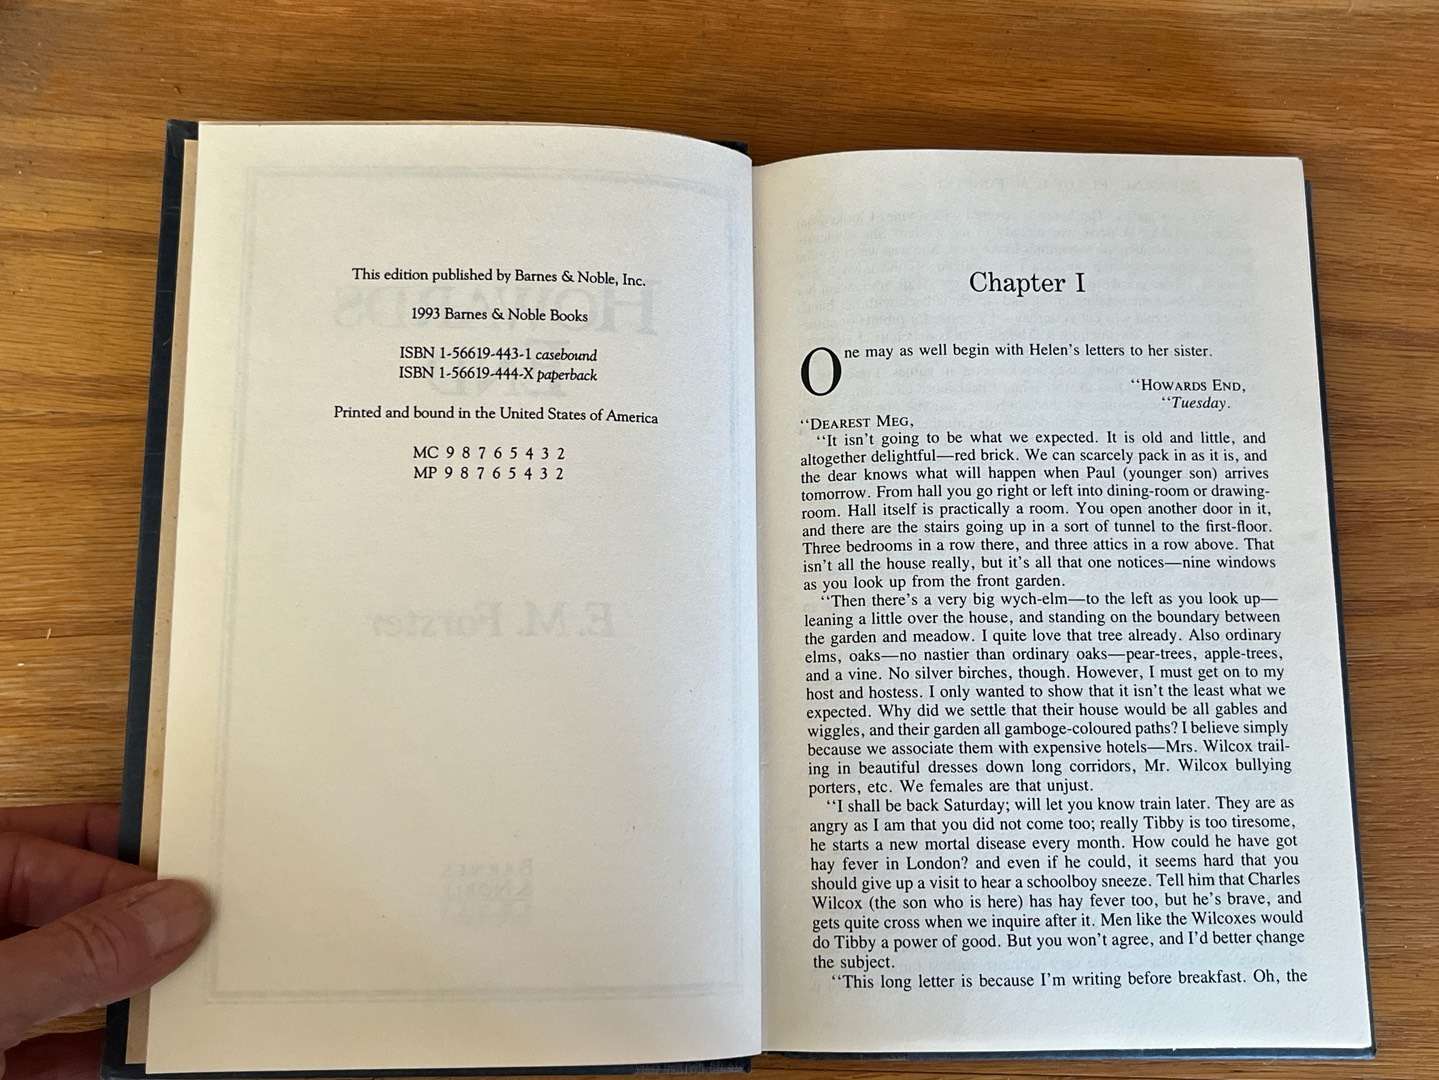 This edition published by Barnes & Noble, Inc.
1993 Barnes & Noble Books
ISBN 1-56619-443-1 casebound
ISBN 1-56619-444-X paperback
Printed and bound in the United States of America
MC 9 8 7 6 5 4 3 2
MP 9 8 7 6 5 4 3 2
HOWARDS
END
E.M. Forster
BARNES
& NOBLE
Chapter I
One may as well begin with Helen's letters to her sister.
“HOWARDS END,
“Tuesday.
“DEAREST MEG,
“It isn't going to be what we expected. It is old and little, and
altogether delightful—red brick. We can scarcely pack in as it is, and
the dear knows what will happen when Paul (younger son) arrives
tomorrow. From hall you go right or left into dining-room or drawing-
room. Hall itself is practically a room. You open another door in it,
and there are the stairs going up in a sort of tunnel to the first-floor.
Three bedrooms in a row there, and three attics in a row above. That
isn't all the house really, but it's all that one notices—nine windows
as you look up from the front garden.
“Then there's a very big wych-elm—to the left as you look up—
leaning a little over the house, and standing on the boundary between
the garden and meadow. I quite love that tree already. Also ordinary
elms, oaks—no nastier than ordinary oaks—pear-trees, apple-trees,
and a vine. No silver birches, though. However, I must get on to my
host and hostess. I only wanted to show that it isn't the least what we
expected. Why did we settle that their house would be all gables and
wiggles, and their garden all gamboge-coloured paths? I believe simply
because we associate them with expensive hotels—Mrs. Wilcox trail-
ing in beautiful dresses down long corridors, Mr. Wilcox bullying
porters, etc. We females are that unjust.
“I shall be back Saturday; will let you know train later. They are as
angry as I am that you did not come too; really Tibby is too tiresome,
he starts a new mortal disease every month. How could he have got
hay fever in London? and even if he could, it seems hard that you
should give up a visit to hear a schoolboy sneeze. Tell him that Charles
Wilcox (the son who is here) has hay fever too, but he's brave, and
gets quite cross when we inquire after it. Men like the Wilcoxes would
do Tibby a power of good. But you won't agree, and I'd better change
the subject.
“This long letter is because I'm writing before breakfast. Oh, the